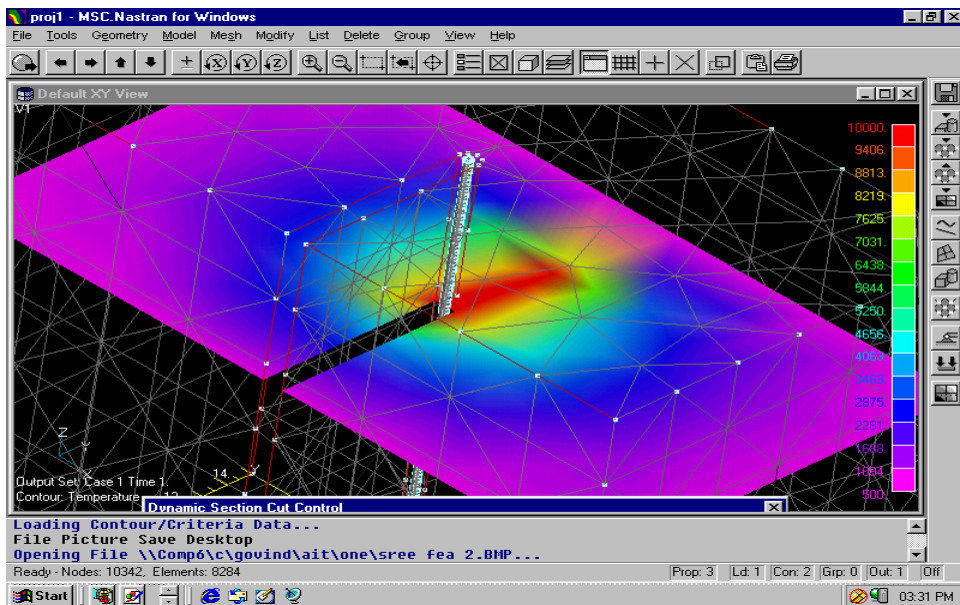 proj1 - MSC.Nastran for Windows
File Tools Geometry Model Mesh Modify List Delete Group View Help
Default XY View
V1
10000.
9406.
8813.
8219.
7625.
7031.
6438.
5844.
5250.
4656.
4063.
3469.
2875.
2281.
1688.
1094.
500.
Z
Y
X
14
Y
Output Set: Case 1 Time 1.
Contour: Temperature
Dynamic Section Cut Control
Loading Contour/Criteria Data...
File Picture Save Desktop
Opening File \\Comp6\c\govind\ait\one\sree fea 2.BMP...
Ready - Nodes: 10342, Elements: 8284 Prop: 3 Ld: 1 Con: 2 Grp: 0 Out: 1 Off
Start 03:31 PM